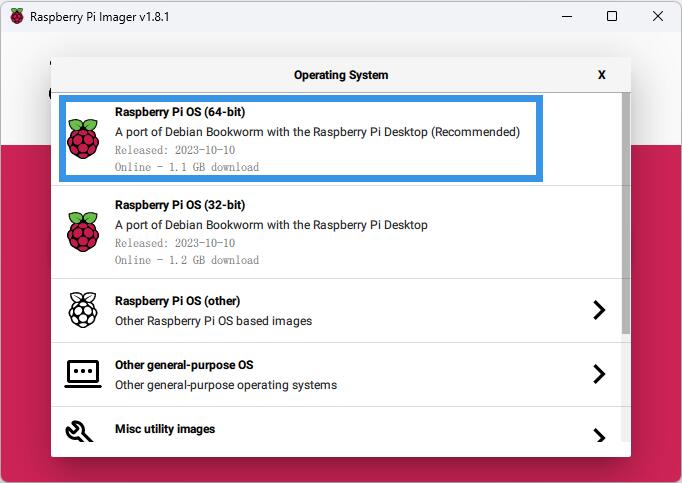 Raspberry Pi Imager v1.8.1
Operating System
X
Raspberry Pi OS (64-bit)
A port of Debian Bookworm with the Raspberry Pi Desktop (Recommended)
Released: 2023-10-10
Online - 1.1 GB download
Raspberry Pi OS (32-bit)
A port of Debian Bookworm with the Raspberry Pi Desktop
Released: 2023-10-10
Online - 1.2 GB download
Raspberry Pi OS (other)
Other Raspberry Pi OS based images
Other general-purpose OS
Other general-purpose operating systems
Misc utility images